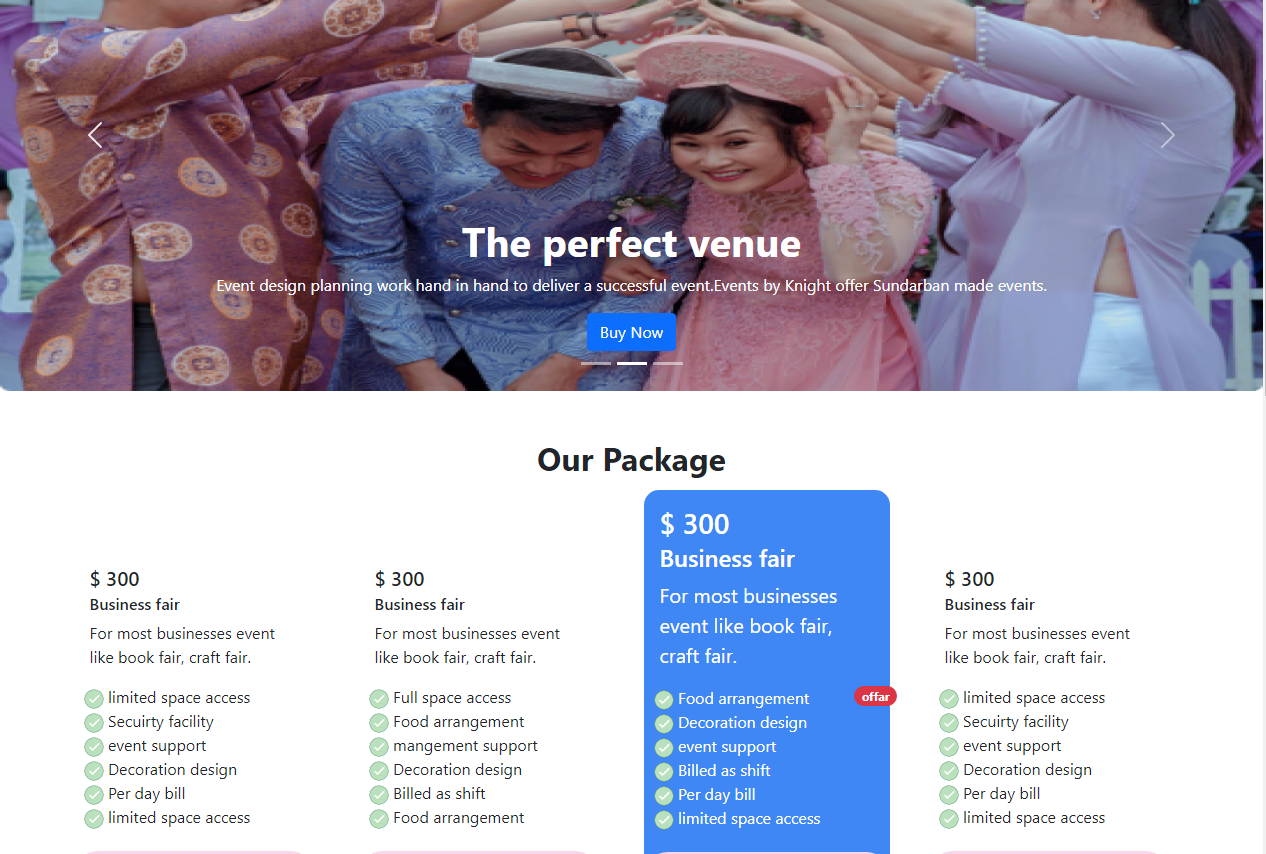 The perfect venue
Event design planning work hand in hand to deliver a successful event.Events by Knight offer Sundarban made events.
Buy Now
Our Package
$ 300
Business fair
For most businesses event
like book fair, craft fair.
limited space access
Secuirty facility
event support
Decoration design
Per day bill
limited space access
$ 300
Business fair
For most businesses event
like book fair, craft fair.
Full space access
Food arrangement
mangement support
Decoration design
Billed as shift
Food arrangement
$ 300
Business fair
For most businesses
event like book fair,
craft fair.
offar
Food arrangement
Decoration design
event support
Billed as shift
Per day bill
limited space access
$ 300
Business fair
For most businesses event
like book fair, craft fair.
limited space access
Secuirty facility
event support
Decoration design
Per day bill
limited space access